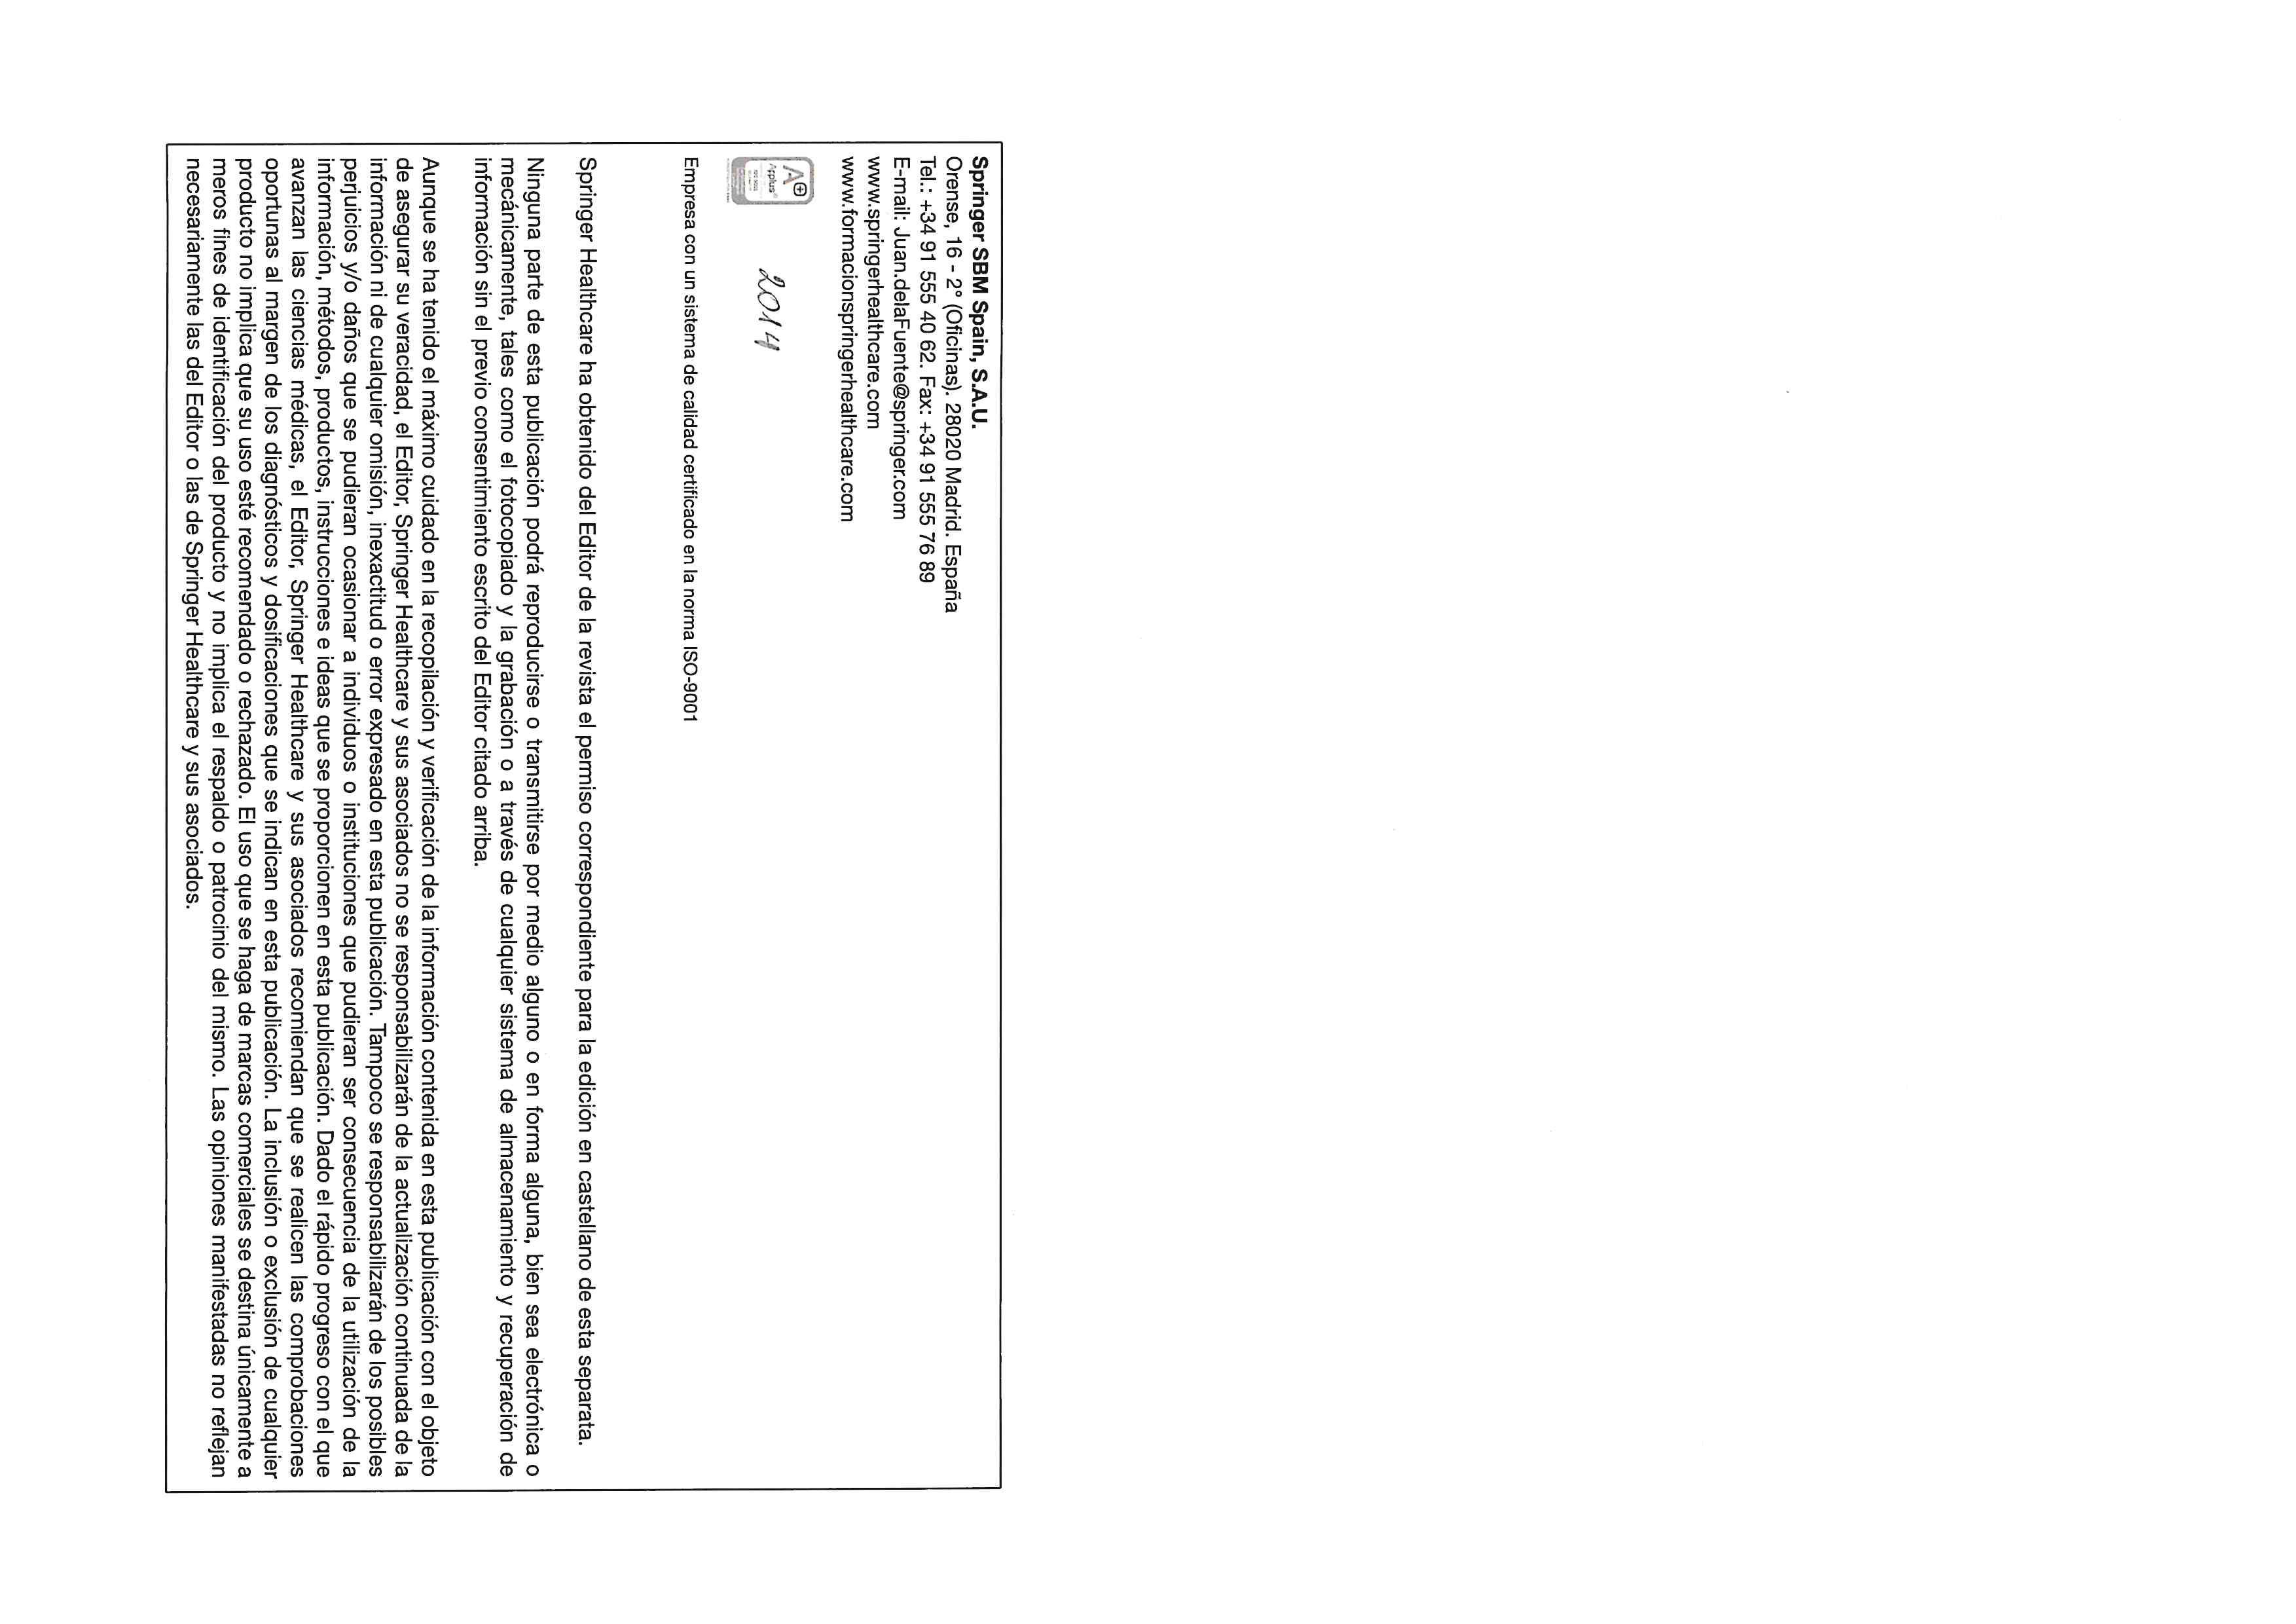 Springer SBM Spain, S.A.U.
Orense, 16 - 2º (Oficinas). 28020 Madrid. España
Tel.: +34 91 555 40 62. Fax: +34 91 555 76 89
E-mail: Juan.delaFuente@springer.com
www.springerhealthcare.com
www.formacionspringerhealthcare.com
A+
Applus
2014
Empresa con un sistema de calidad certificado en la norma ISO-9001
Springer Healthcare ha obtenido del Editor de la revista el permiso correspondiente para la edición en castellano de esta separata.
Ninguna parte de esta publicación podrá reproducirse o transmitirse por medio alguno o en forma alguna, bien sea electrónica o
mecánicamente, tales como el fotocopiado y la grabación o a través de cualquier sistema de almacenamiento y recuperación de
información sin el previo consentimiento escrito del Editor citado arriba.
Aunque se ha tenido el máximo cuidado en la recopilación y verificación de la información contenida en esta publicación con el objeto
de asegurar su veracidad, el Editor, Springer Healthcare y sus asociados no se responsabilizarán de la actualización continuada de la
información ni de cualquier omisión, inexactitud o error expresado en esta publicación. Tampoco se responsabilizarán de los posibles
perjuicios y/o daños que se pudieran ocasionar a individuos o instituciones que pudieran ser consecuencia de la utilización de la
información, métodos, productos, instrucciones e ideas que se proporcionen en esta publicación. Dado el rápido progreso con el que
avanzan las ciencias médicas, el Editor, Springer Healthcare y sus asociados recomiendan que se realicen las comprobaciones
oportunas al margen de los diagnósticos y dosificaciones que se indican en esta publicación. La inclusión o exclusión de cualquier
producto no implica que su uso esté recomendado o rechazado. El uso que se haga de marcas comerciales se destina únicamente a
meros fines de identificación del producto y no implica el respaldo o patrocinio del mismo. Las opiniones manifestadas no reflejan
necesariamente las del Editor o las de Springer Healthcare y sus asociados.